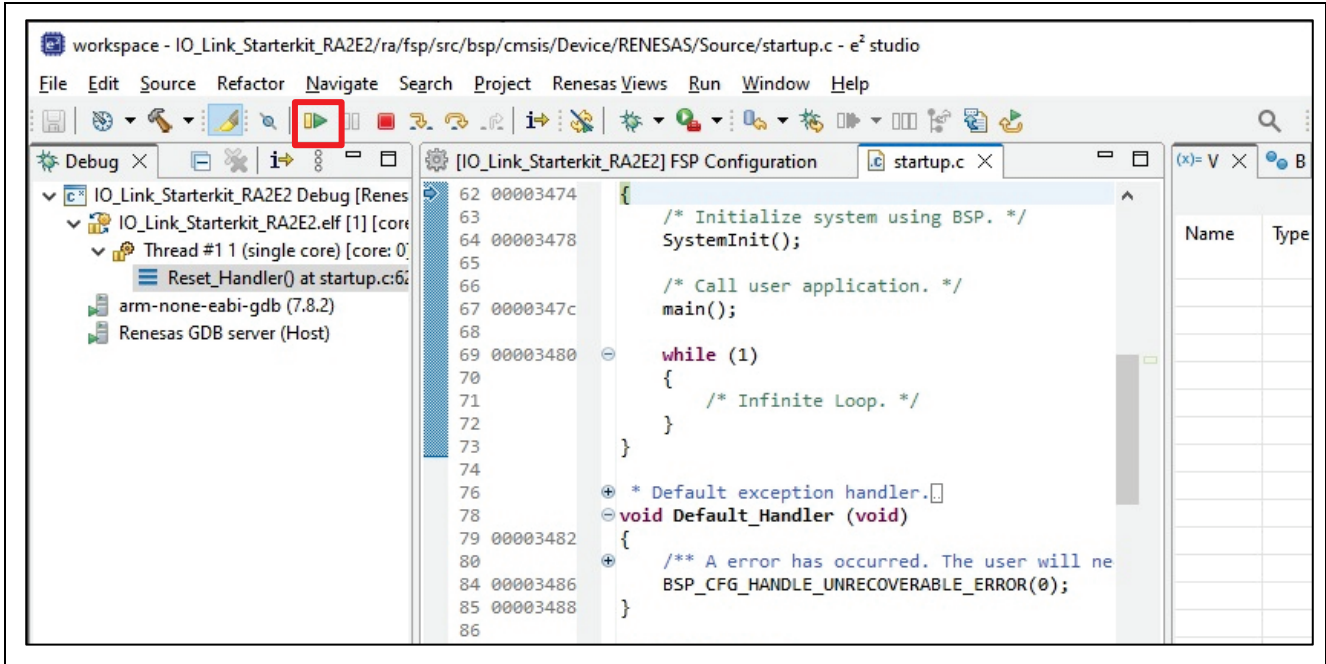 workspace - IO_Link_Starterkit_RA2E2/ra/fsp/src/bsp/cmsis/Device/RENESAS/Source/startup.c - e² studio
File Edit Source Refactor Navigate Search Project Renesas Views Run Window Help
Debug
[IO_Link_Starterkit_RA2E2] FSP Configuration
startup.c
(x)= V
B
IO_Link_Starterkit_RA2E2 Debug [Renes
IO_Link_Starterkit_RA2E2.elf [1] [core
Thread #1 1 (single core) [core: 0]
Reset_Handler() at startup.c:62
arm-none-eabi-gdb (7.8.2)
Renesas GDB server (Host)
62 00003474 {
63 /* Initialize system using BSP. */
64 00003478 SystemInit();
65
66 /* Call user application. */
67 0000347c main();
68
69 00003480 while (1)
70 {
71 /* Infinite Loop. */
72 }
73 }
74
76 * Default exception handler.
78 void Default_Handler (void)
79 00003482 {
80 /** A error has occurred. The user will ne
84 00003486 BSP_CFG_HANDLE_UNRECOVERABLE_ERROR(0);
85 00003488 }
86
Name Type